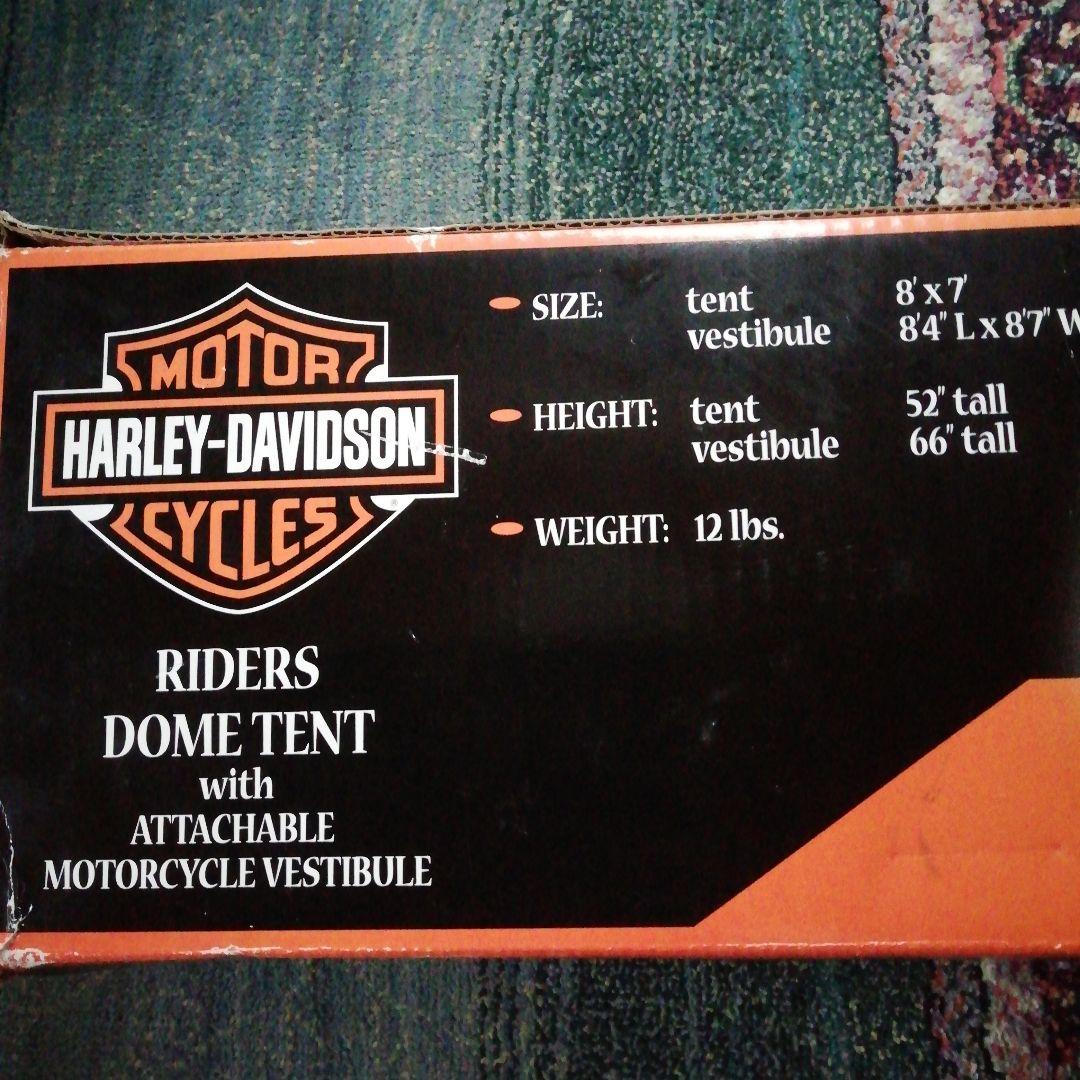 MOTOR
HARLEY-DAVIDSON
CYCLES
®
RIDERS
DOME TENT
with
ATTACHABLE
MOTORCYCLE VESTIBULE
SIZE: tent 8' x 7'
vestibule 8'4" L x 8'7" W
HEIGHT: tent 52" tall
vestibule 66" tall
WEIGHT: 12 lbs.